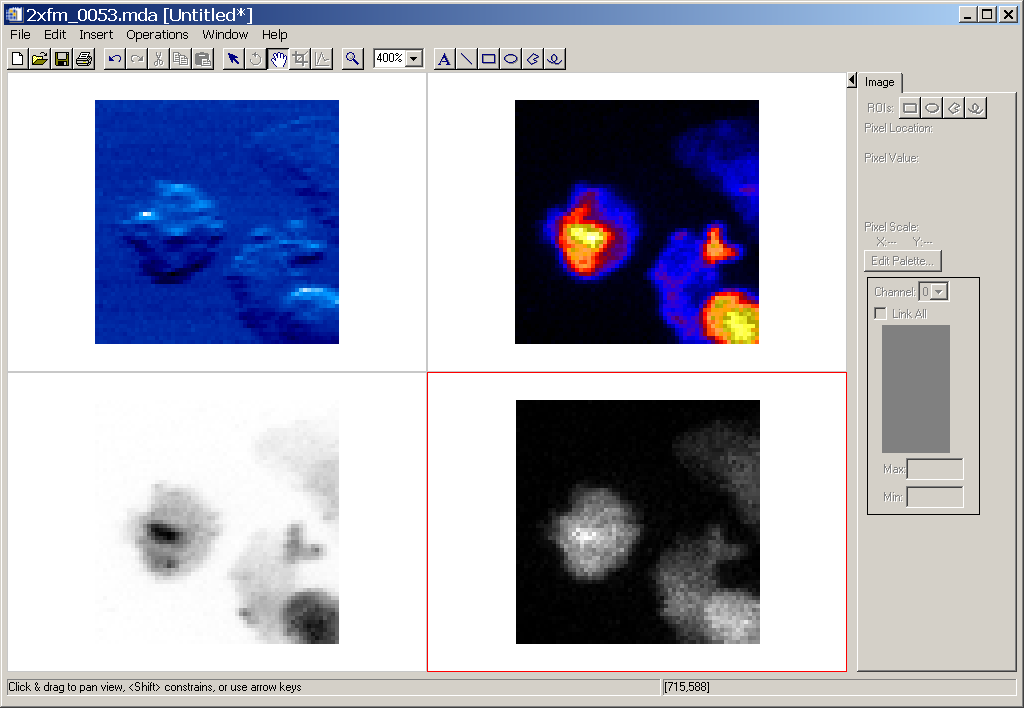 2xfm_0053.mda [Untitled*]
File Edit Insert Operations Window Help
400% A
Image
ROIs:
Pixel Location:
Pixel Value:
Pixel Scale:
X:--- Y:---
Edit Palette...
Channel: 0
Link All
Max:
Min:
Click & drag to pan view, <Shift> constrains, or use arrow keys [715,588]